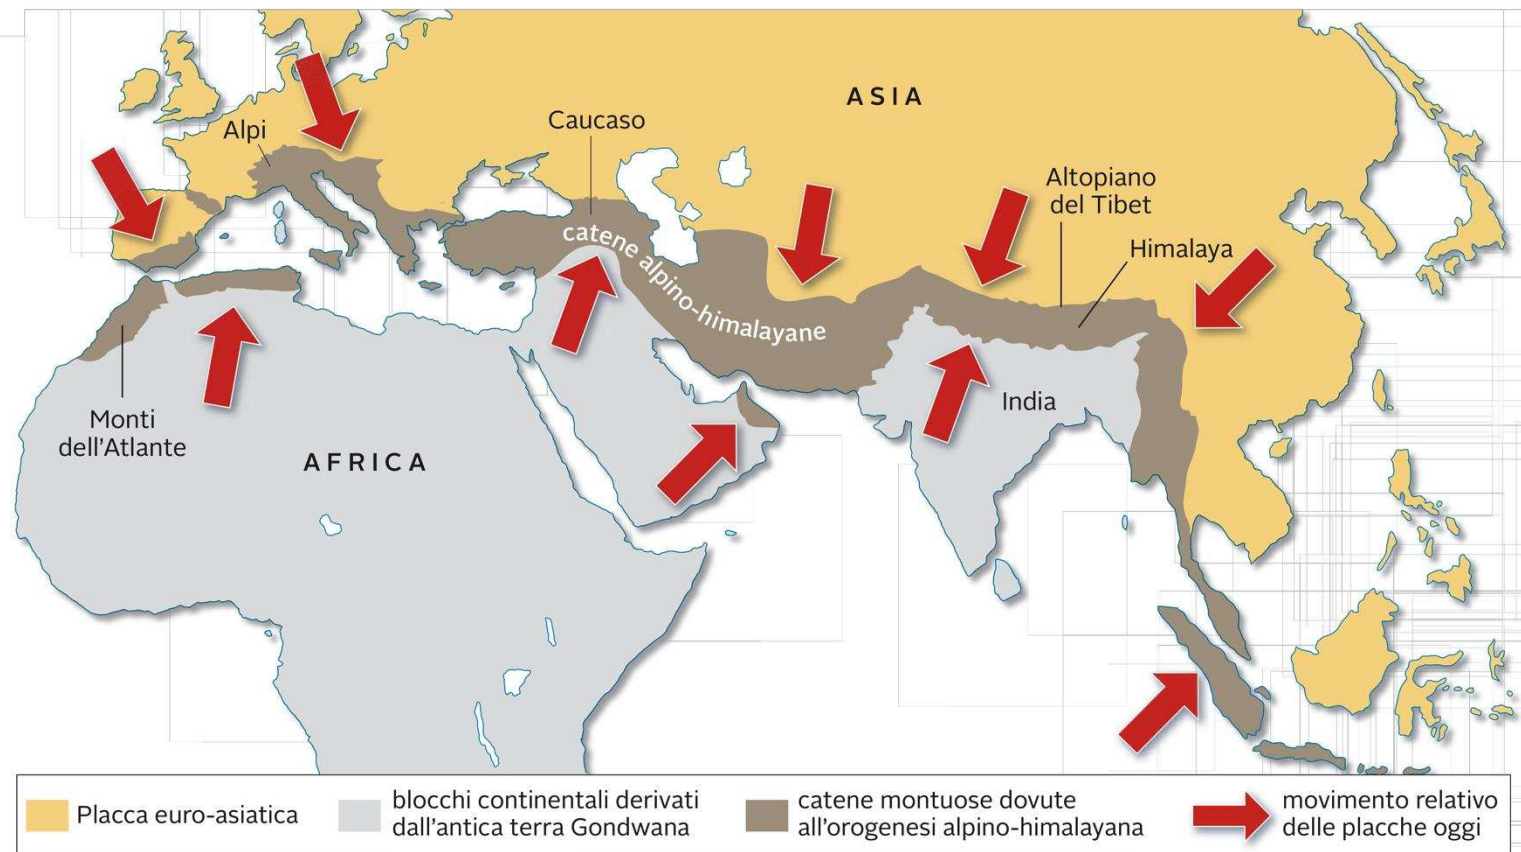 ASIA
Caucaso
Alpi
Altopiano
del Tibet
Himalaya
catene alpino-himalayane
India
Monti
dell'Atlante
AFRICA
Placca euro-asiatica
blocchi continentali derivati
dall'antica terra Gondwana
catene montuose dovute
all'orogenesi alpino-himalayana
movimento relativo
delle placche oggi